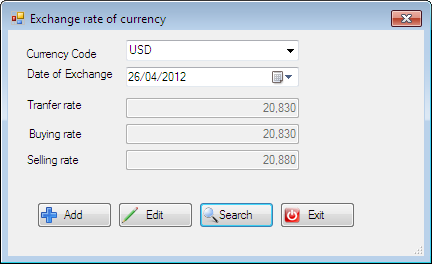 Exchange rate of currency
Currency Code USD
Date of Exchange 26/04/2012
Tranfer rate 20,830
Buying rate 20,830
Selling rate 20,880
Add Edit Search Exit